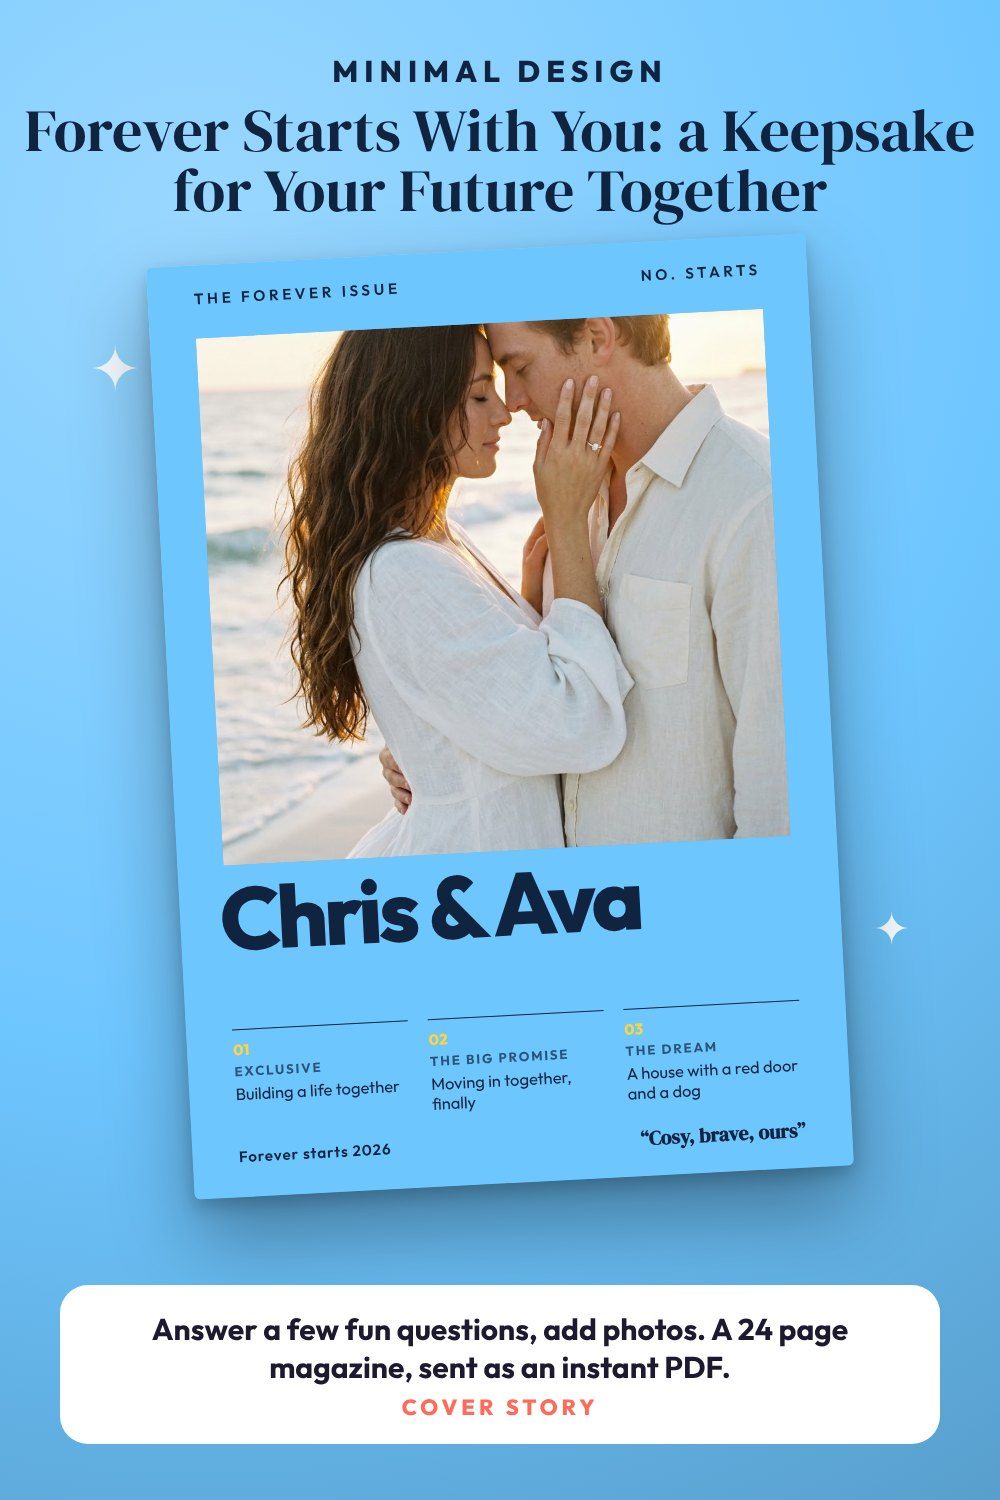 MINIMAL DESIGN
Forever Starts With You: a Keepsake
for Your Future Together
THE FOREVER ISSUE
NO. STARTS
Chris & Ava
01
EXCLUSIVE
Building a life together
02
THE BIG PROMISE
Moving in together,
finally
03
THE DREAM
A house with a red door
and a dog
Forever starts 2026
“Cosy, brave, ours”
Answer a few fun questions, add photos. A 24 page
magazine, sent as an instant PDF.
COVER STORY